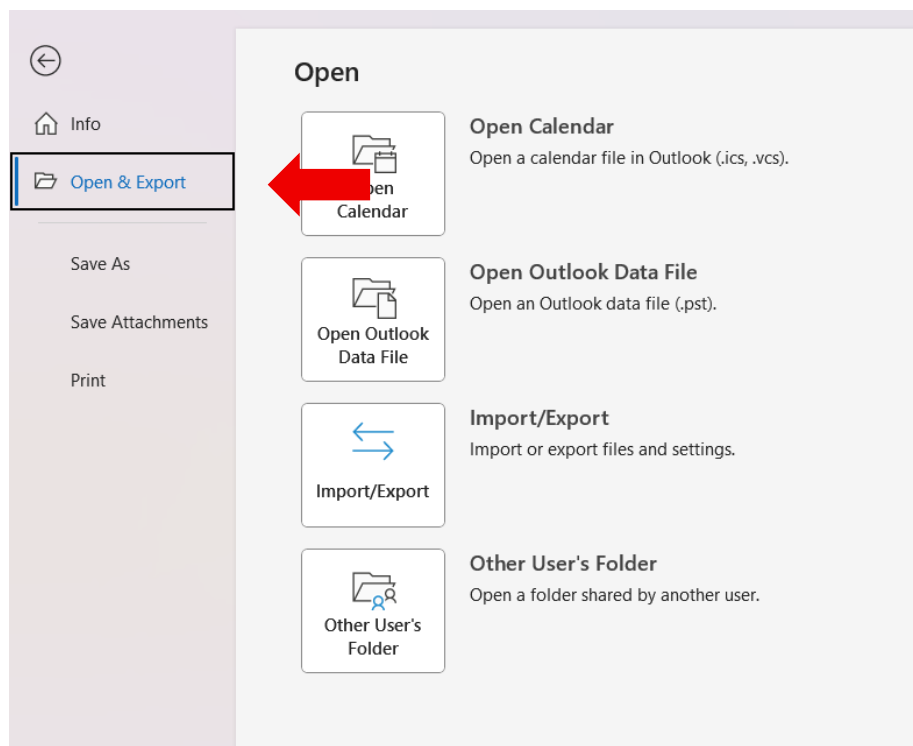 Open
Info
Open & Export
Save As
Save Attachments
Print
pen
Calendar
Open Calendar
Open a calendar file in Outlook (.ics, .vcs).
Open Outlook
Data File
Open Outlook Data File
Open an Outlook data file (.pst).
Import/Export
Import/Export
Import or export files and settings.
Other User's
Folder
Other User's Folder
Open a folder shared by another user.